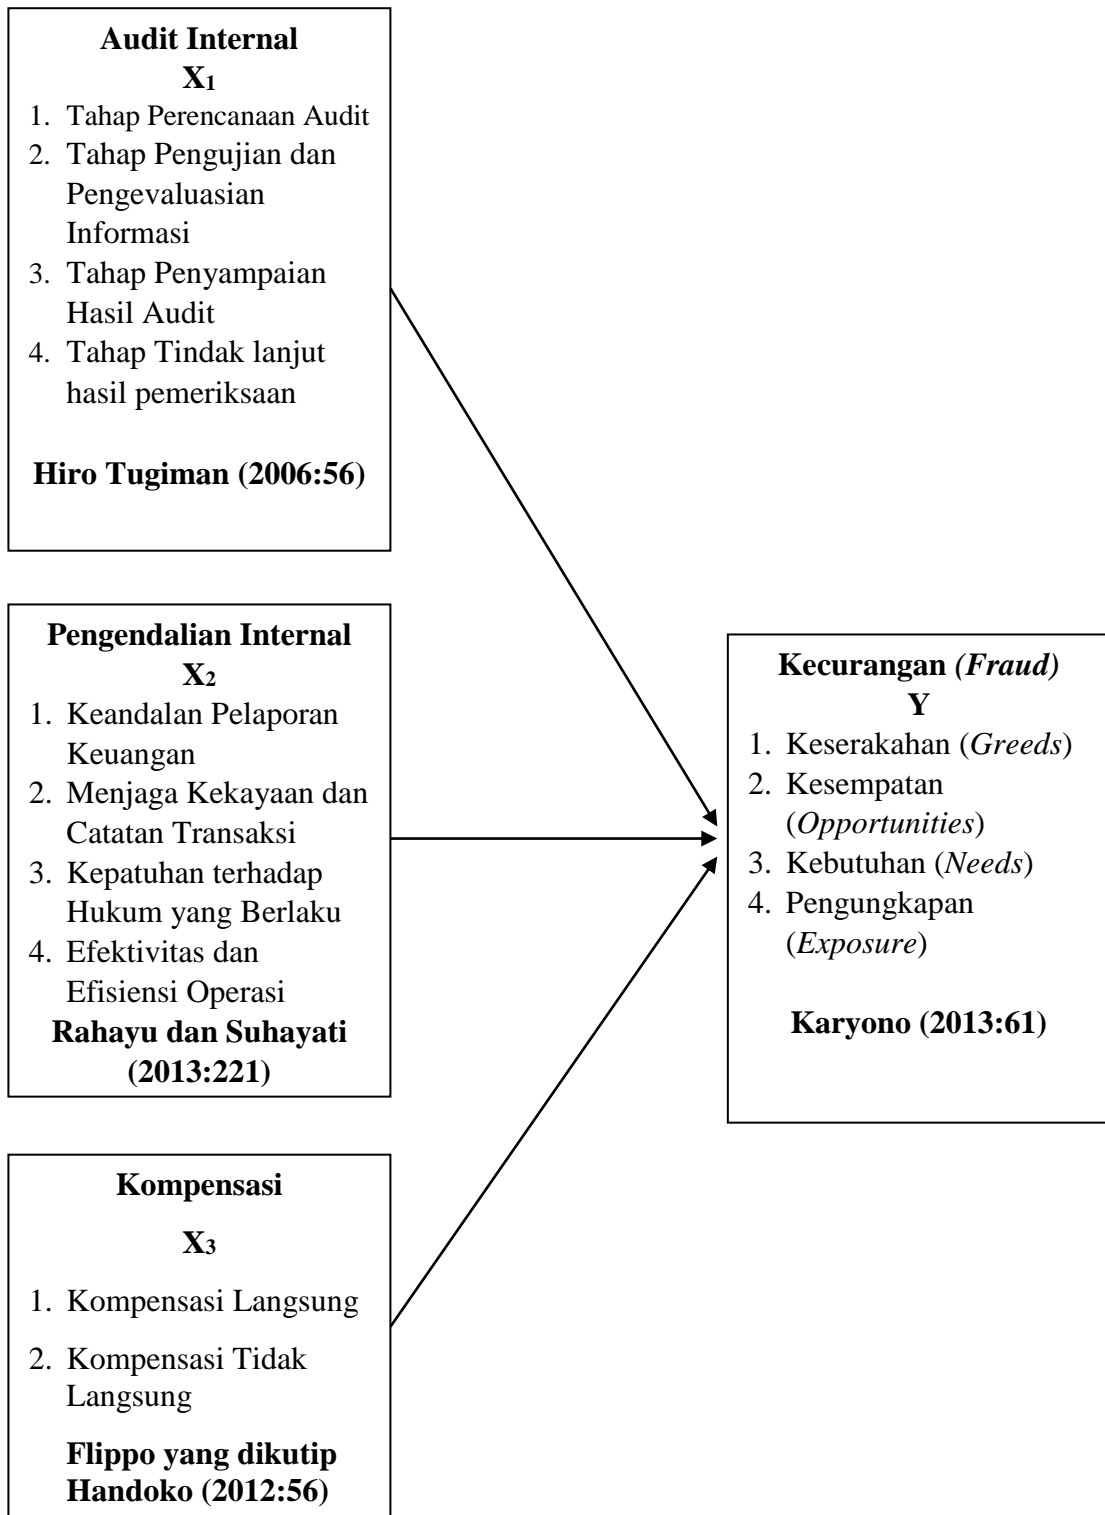 Audit Internal
X1
1. Tahap Perencanaan Audit
2. Tahap Pengujian dan
Pengevaluasian
Informasi
3. Tahap Penyampaian
Hasil Audit
4. Tahap Tindak lanjut
hasil pemeriksaan
Hiro Tugiman (2006:56)
Pengendalian Internal
X2
1. Keandalan Pelaporan
Keuangan
2. Menjaga Kekayaan dan
Catatan Transaksi
3. Kepatuhan terhadap
Hukum yang Berlaku
4. Efektivitas dan
Efisiensi Operasi
Rahayu dan Suhayati
(2013:221)
Kompensasi
X3
1. Kompensasi Langsung
2. Kompensasi Tidak
Langsung
Flippo yang dikutip
Handoko (2012:56)
Kecurangan (Fraud)
Y
1. Keserakahan (Greeds)
2. Kesempatan
(Opportunities)
3. Kebutuhan (Needs)
4. Pengungkapan
(Exposure)
Karyono (2013:61)